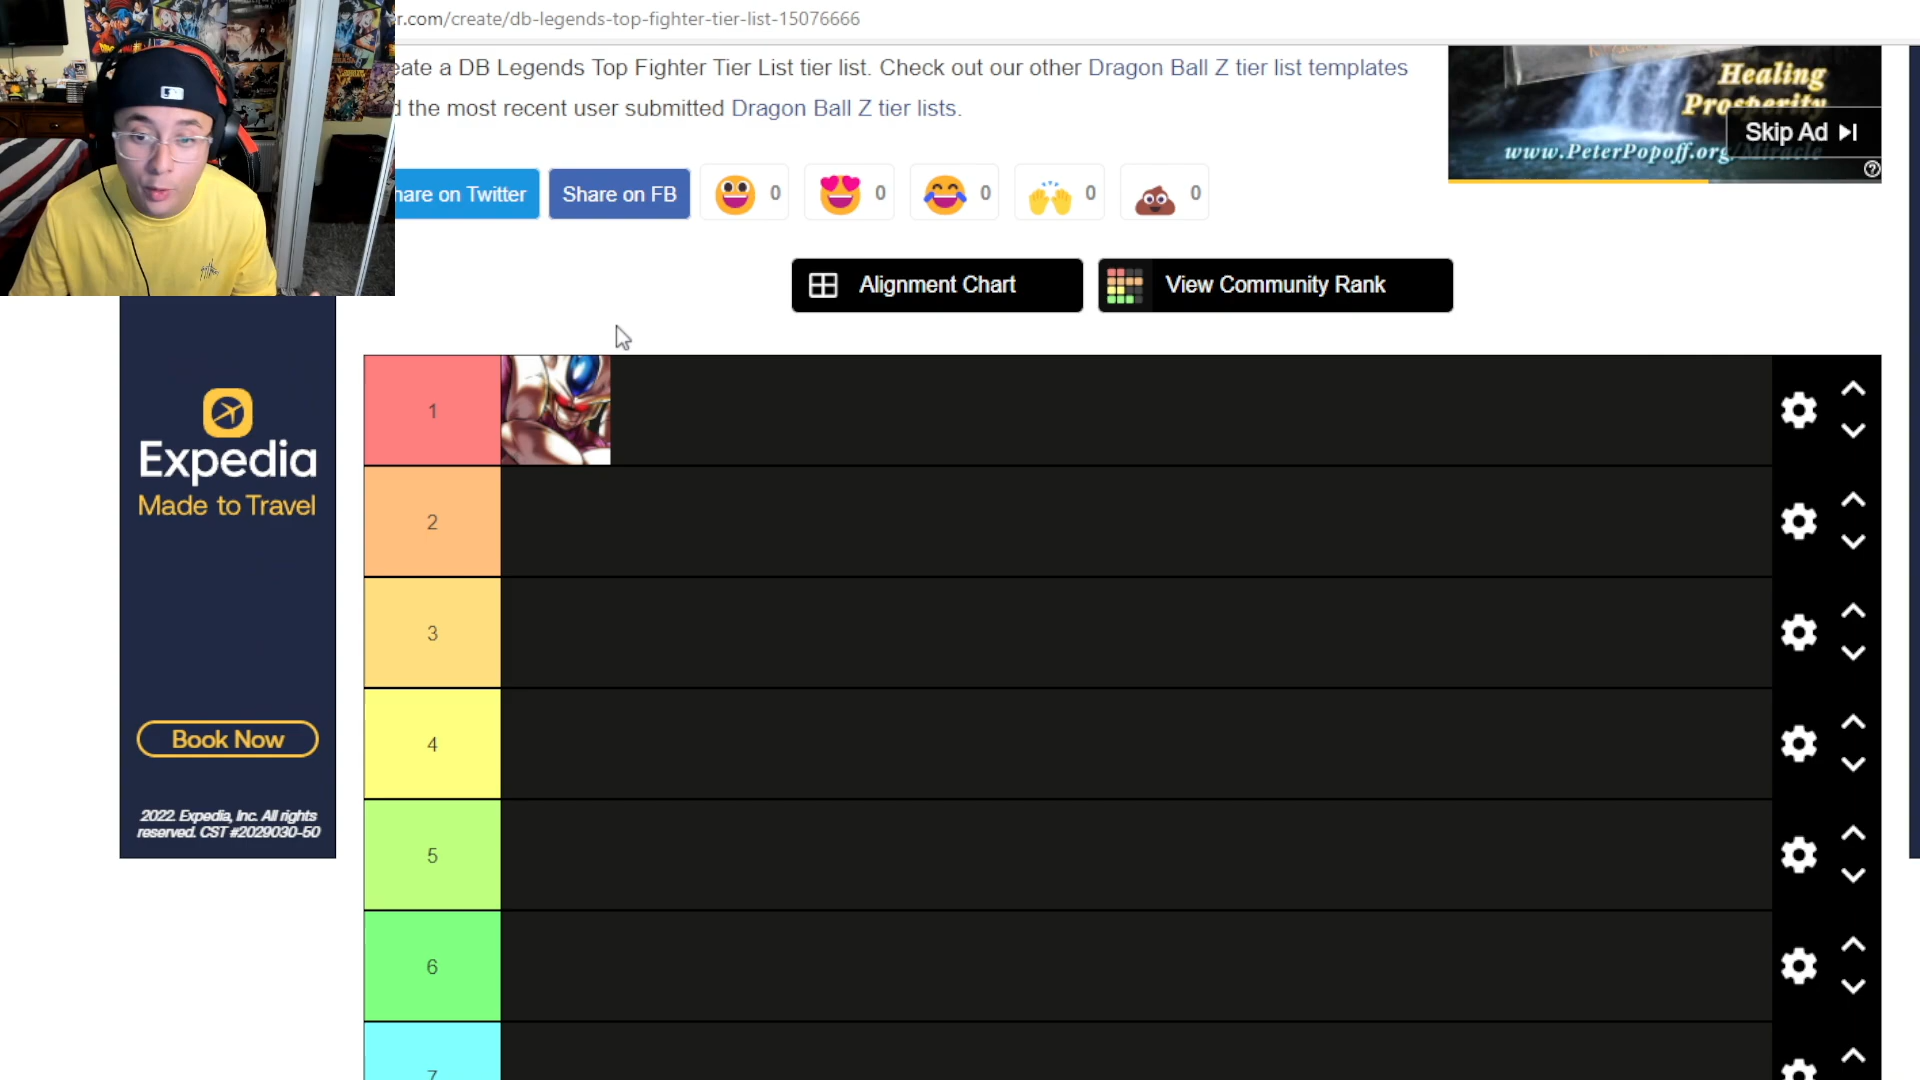 r.com/create/db-legends-top-fighter-tier-list-15076666
eate a DB Legends Top Fighter Tier List tier list. Check out our other Dragon Ball Z tier list templates
d the most recent user submitted Dragon Ball Z tier lists.
Healing
Prosperity
Skip Ad
www.PeterPopoff.org/Miracle
hare on Twitter
Share on FB
0
0
0
0
0
Alignment Chart
View Community Rank
Expedia
Made to Travel
Book Now
2022. Expedia, Inc. All rights
reserved. CST #2029030-50
1
2
3
4
5
6
7